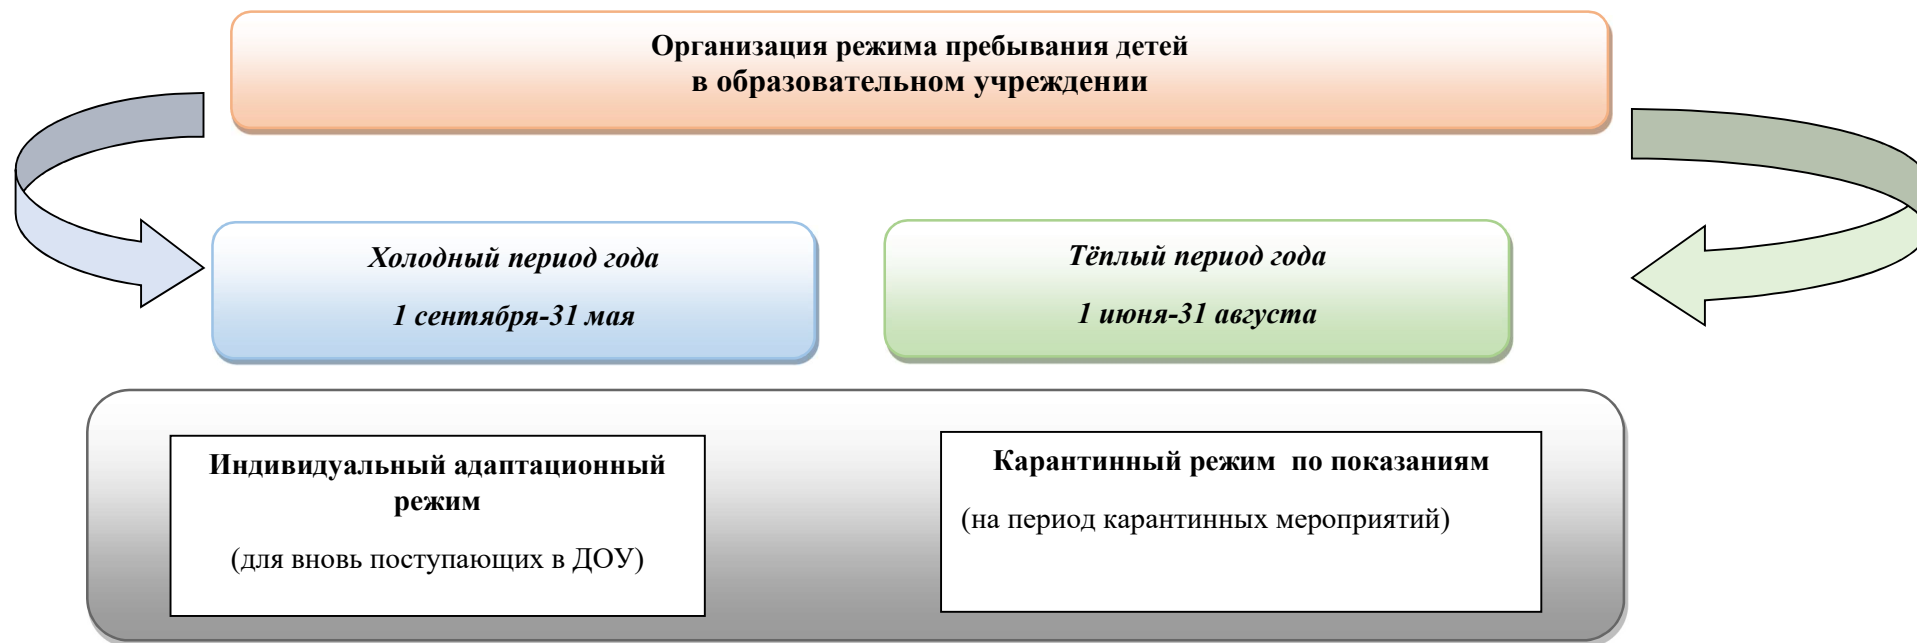 Организация режима пребывания детей
в образовательном учреждении
Холодный период года
1 сентября-31 мая
Тёплый период года
1 июня-31 августа
Индивидуальный адаптационный
режим
(для вновь поступающих в ДОУ)
Карантинный режим  по показаниям
(на период карантинных мероприятий)